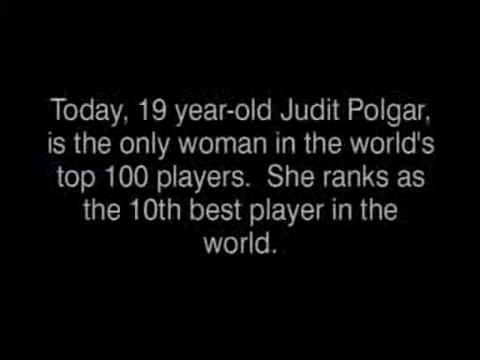 Today, 19 year-old Judit Polgar,
is the only woman in the world's
top 100 players.  She ranks as
the 10th best player in the
world.